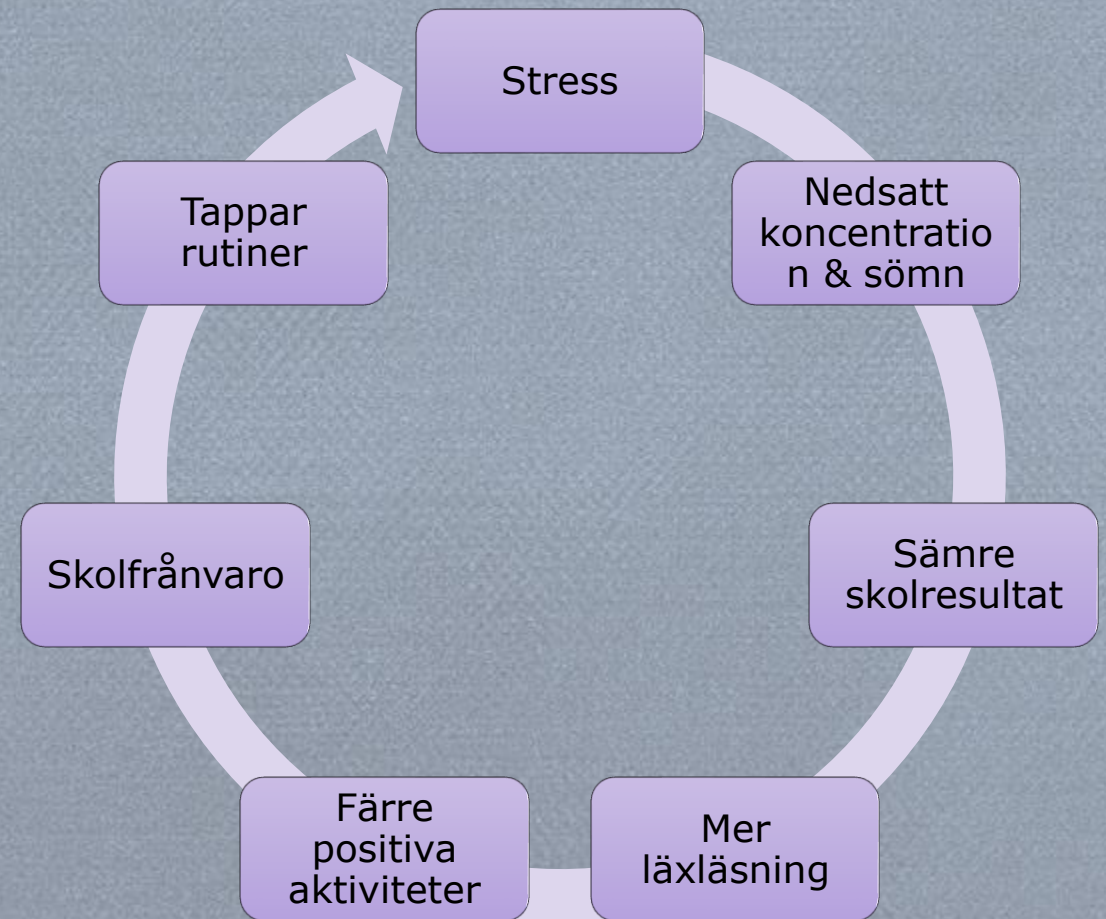 Stress
Nedsatt
koncentratio
n & sömn
Sämre
skolresultat
Mer
läxläsning
Färre
positiva
aktiviteter
Skolfrånvaro
Tappar
rutiner